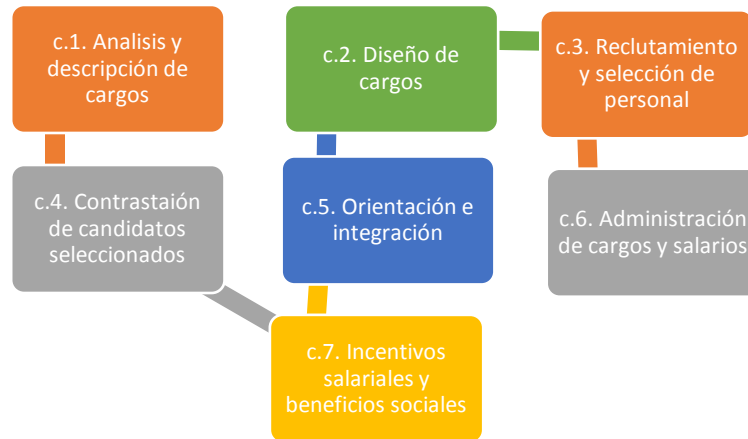 c.1. Analisis y
descripción de
cargos
c.2. Diseño de
cargos
c.3. Reclutamiento
y selección de
personal
c.4. Contrastaión
de candidatos
seleccionados
c.5. Orientación e
integración
c.6. Administración
de cargos y salarios
c.7. Incentivos
salariales y
beneficios sociales